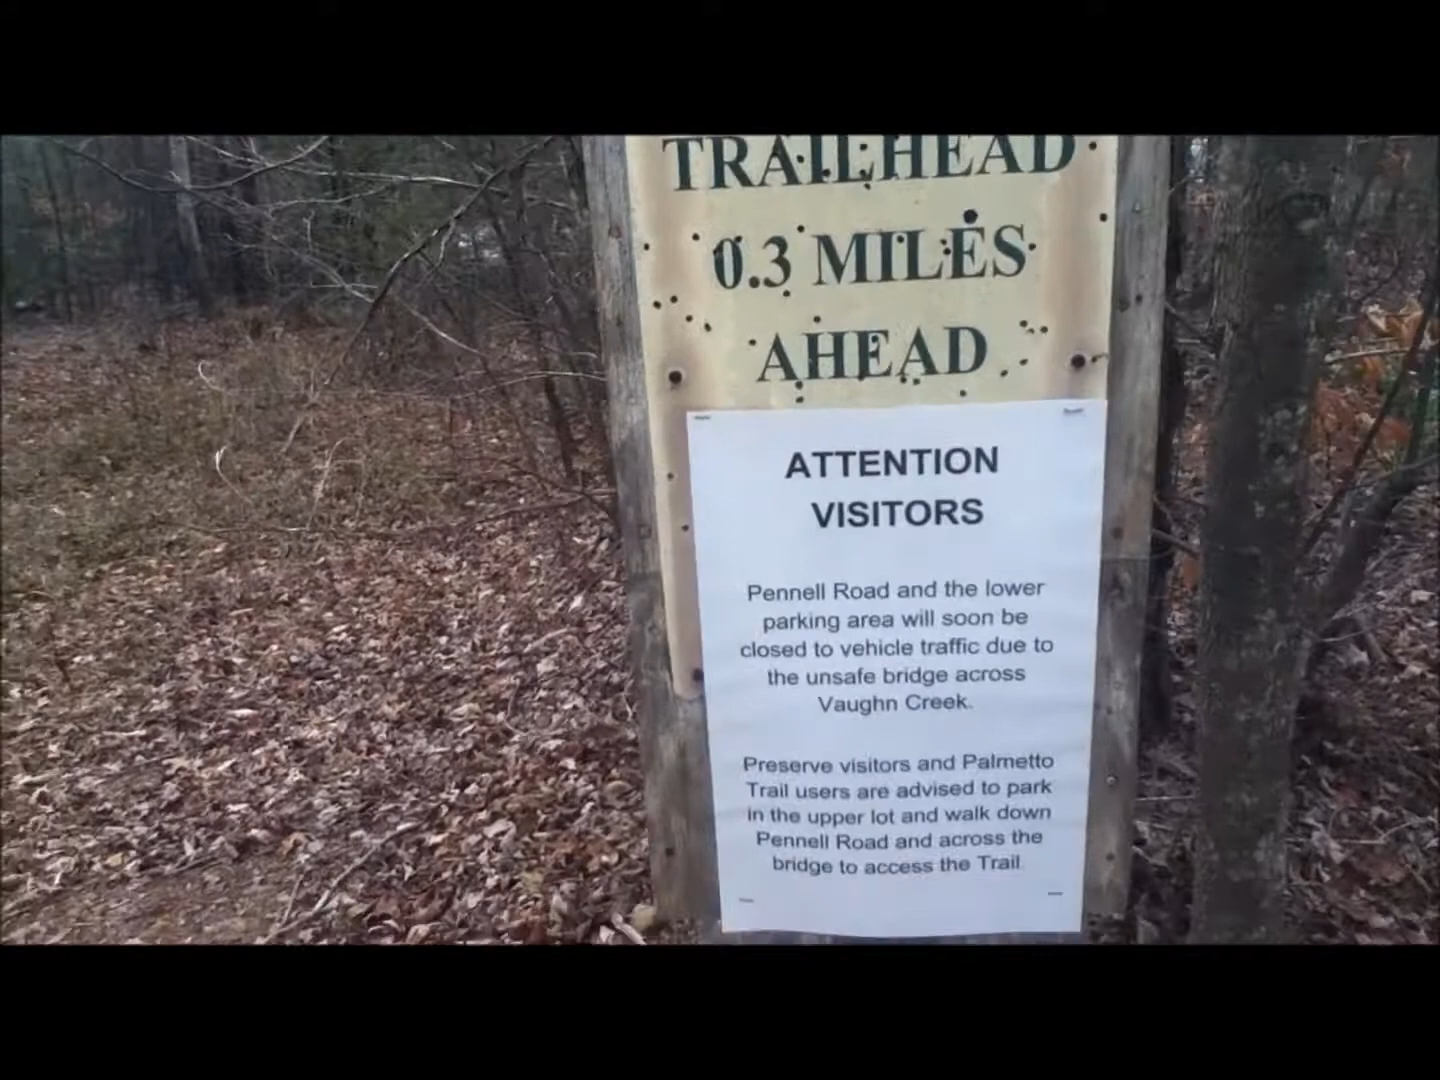 TRAILHEAD
0.3 MILES
AHEAD
ATTENTION
VISITORS
Pennell Road and the lower
parking area will soon be
closed to vehicle traffic due to
the unsafe bridge across
Vaughn Creek.
Preserve visitors and Palmetto
Trail users are advised to park
in the upper lot and walk down
Pennell Road and across the
bridge to access the Trail